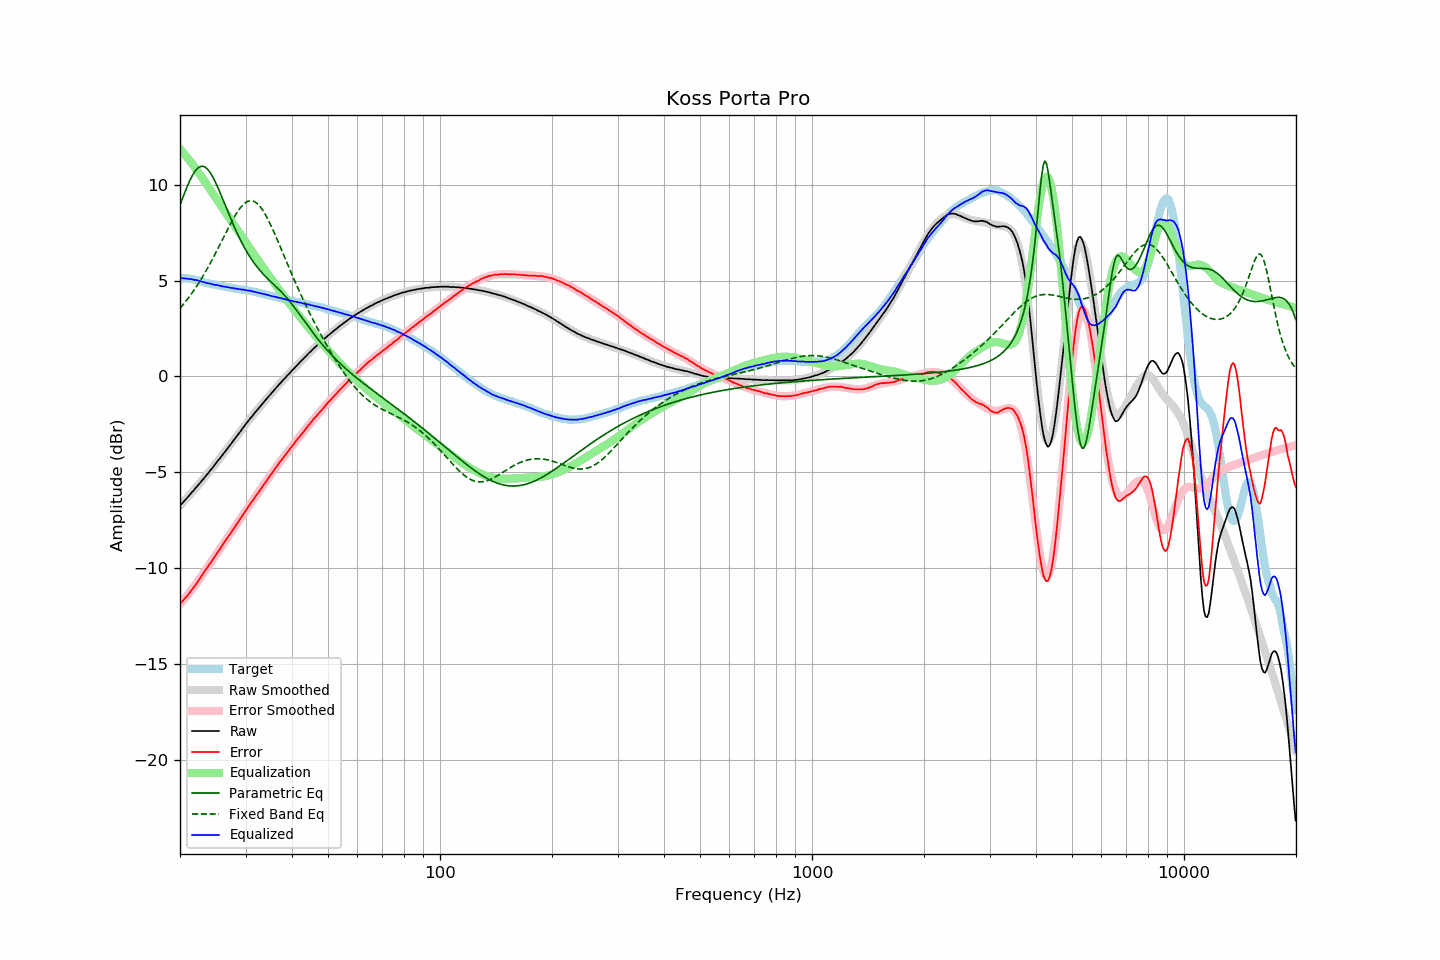 Koss Porta Pro
Amplitude (dBr)
10
5
0
−5
−10
−15
−20
Target
Raw Smoothed
Error Smoothed
Raw
Error
Equalization
Parametric Eq
Fixed Band Eq
Equalized
100
1000
10000
Frequency (Hz)